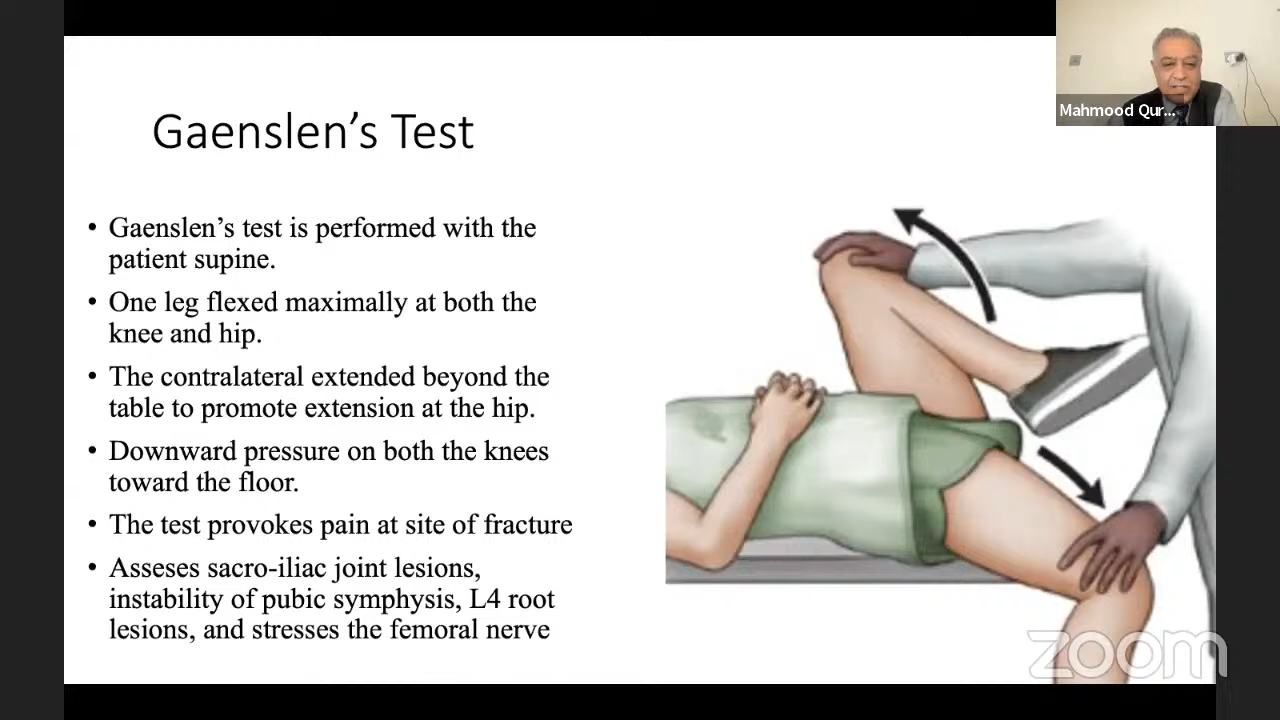 Mahmood Qur...
Gaenslen’s Test
• Gaenslen’s test is performed with the
patient supine.
• One leg flexed maximally at both the
knee and hip.
• The contralateral extended beyond the
table to promote extension at the hip.
• Downward pressure on both the knees
toward the floor.
• The test provokes pain at site of fracture
• Asseses sacro-iliac joint lesions,
instability of pubic symphysis, L4 root
lesions, and stresses the femoral nerve
zoom